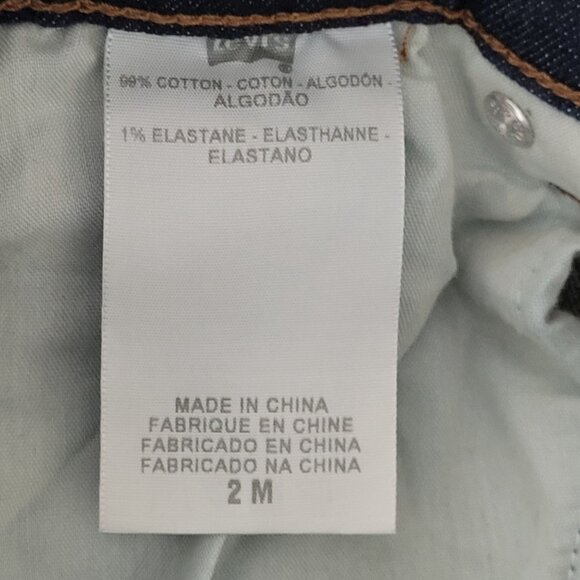 Levi's
®
99% COTTON - COTON - ALGODÓN -
ALGODÃO
1% ELASTANE - ELASTHANNE -
ELASTANO
MADE IN CHINA
FABRIQUE EN CHINE
FABRICADO EN CHINA
FABRICADO NA CHINA
2 M